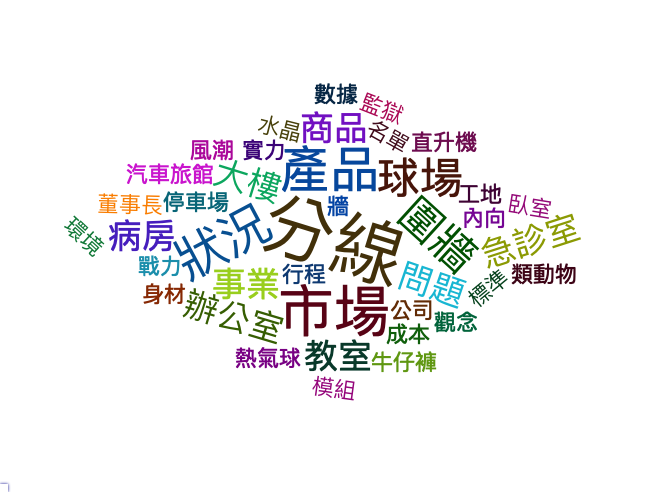 數據
監獄
水晶
商品
名單
直升機
風潮
實力
產品
球場
汽車旅館
大樓
工地
董事長
停車場
牆
內向
臥室
環境
病房
狀況
分線
圍牆
急診室
戰力
事業
行程
問題
標準
類動物
身材
辦公室
市場
公司
觀念
成本
熱氣球
教室
牛仔褲
模組